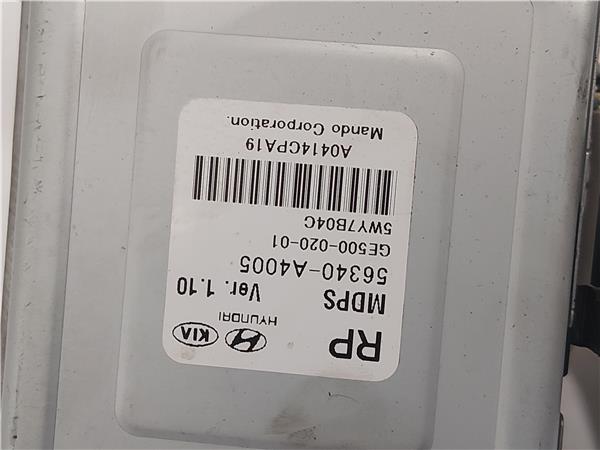 RP
HYUNDAI KIA
MDPS Ver. 1.10
56340-A4005
GE500-020-01
5WY7B04C
A0414CPA19
Mando Corporation.